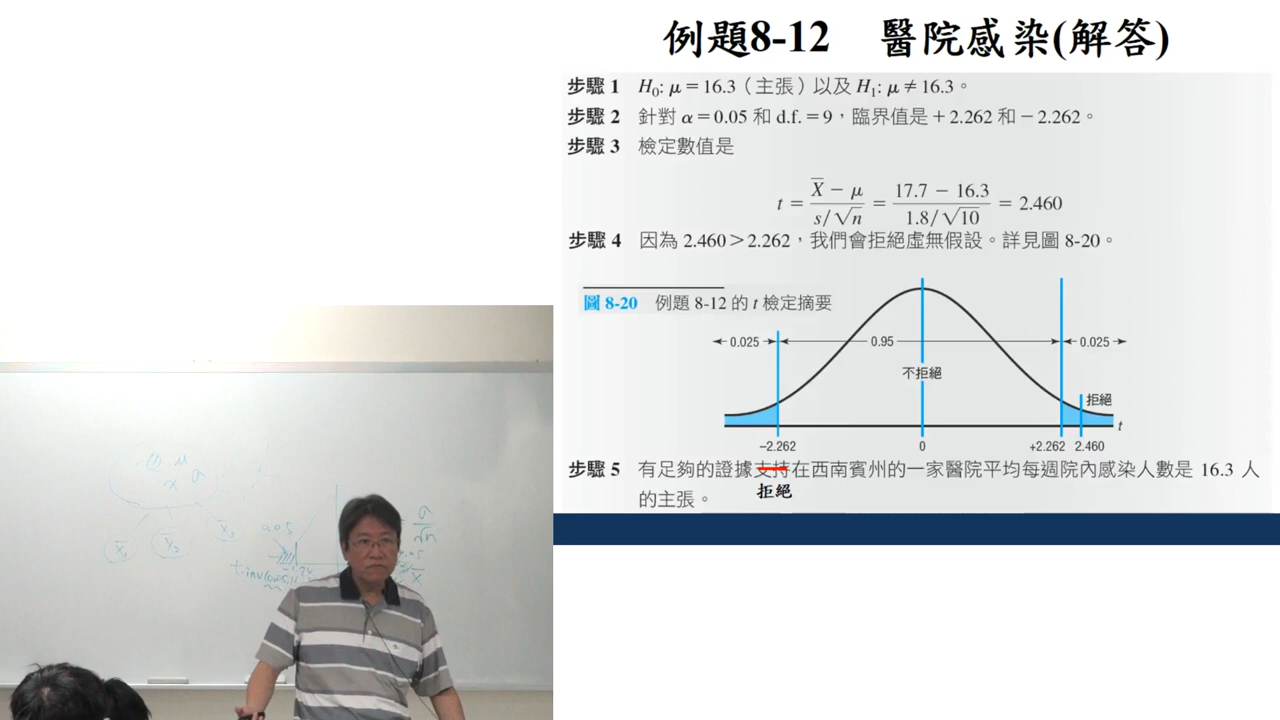 例題8-12 醫院感染(解答)
步驟 1 H₀: μ = 16.3（主張）以及 H₁: μ ≠ 16.3。
步驟 2 針對 α = 0.05 和 d.f. = 9，臨界值是 + 2.262 和 − 2.262。
步驟 3 檢定數值是
t = (X̄ − μ) / (s/√n) = (17.7 − 16.3) / (1.8/√10) = 2.460
步驟 4 因為 2.460 > 2.262，我們會拒絕虛無假設。詳見圖 8-20。
圖 8-20 例題 8-12 的 t 檢定摘要
0.025 0.95 0.025
不拒絕
拒絕
t
−2.262 0 +2.262 2.460
步驟 5 有足夠的證據支持在西南賓州的一家醫院平均每週院內感染人數是 16.3 人
拒絕
的主張。
μ
σ
X
X̄₁ X̄₂ X̄₃
0.05
σ
√n